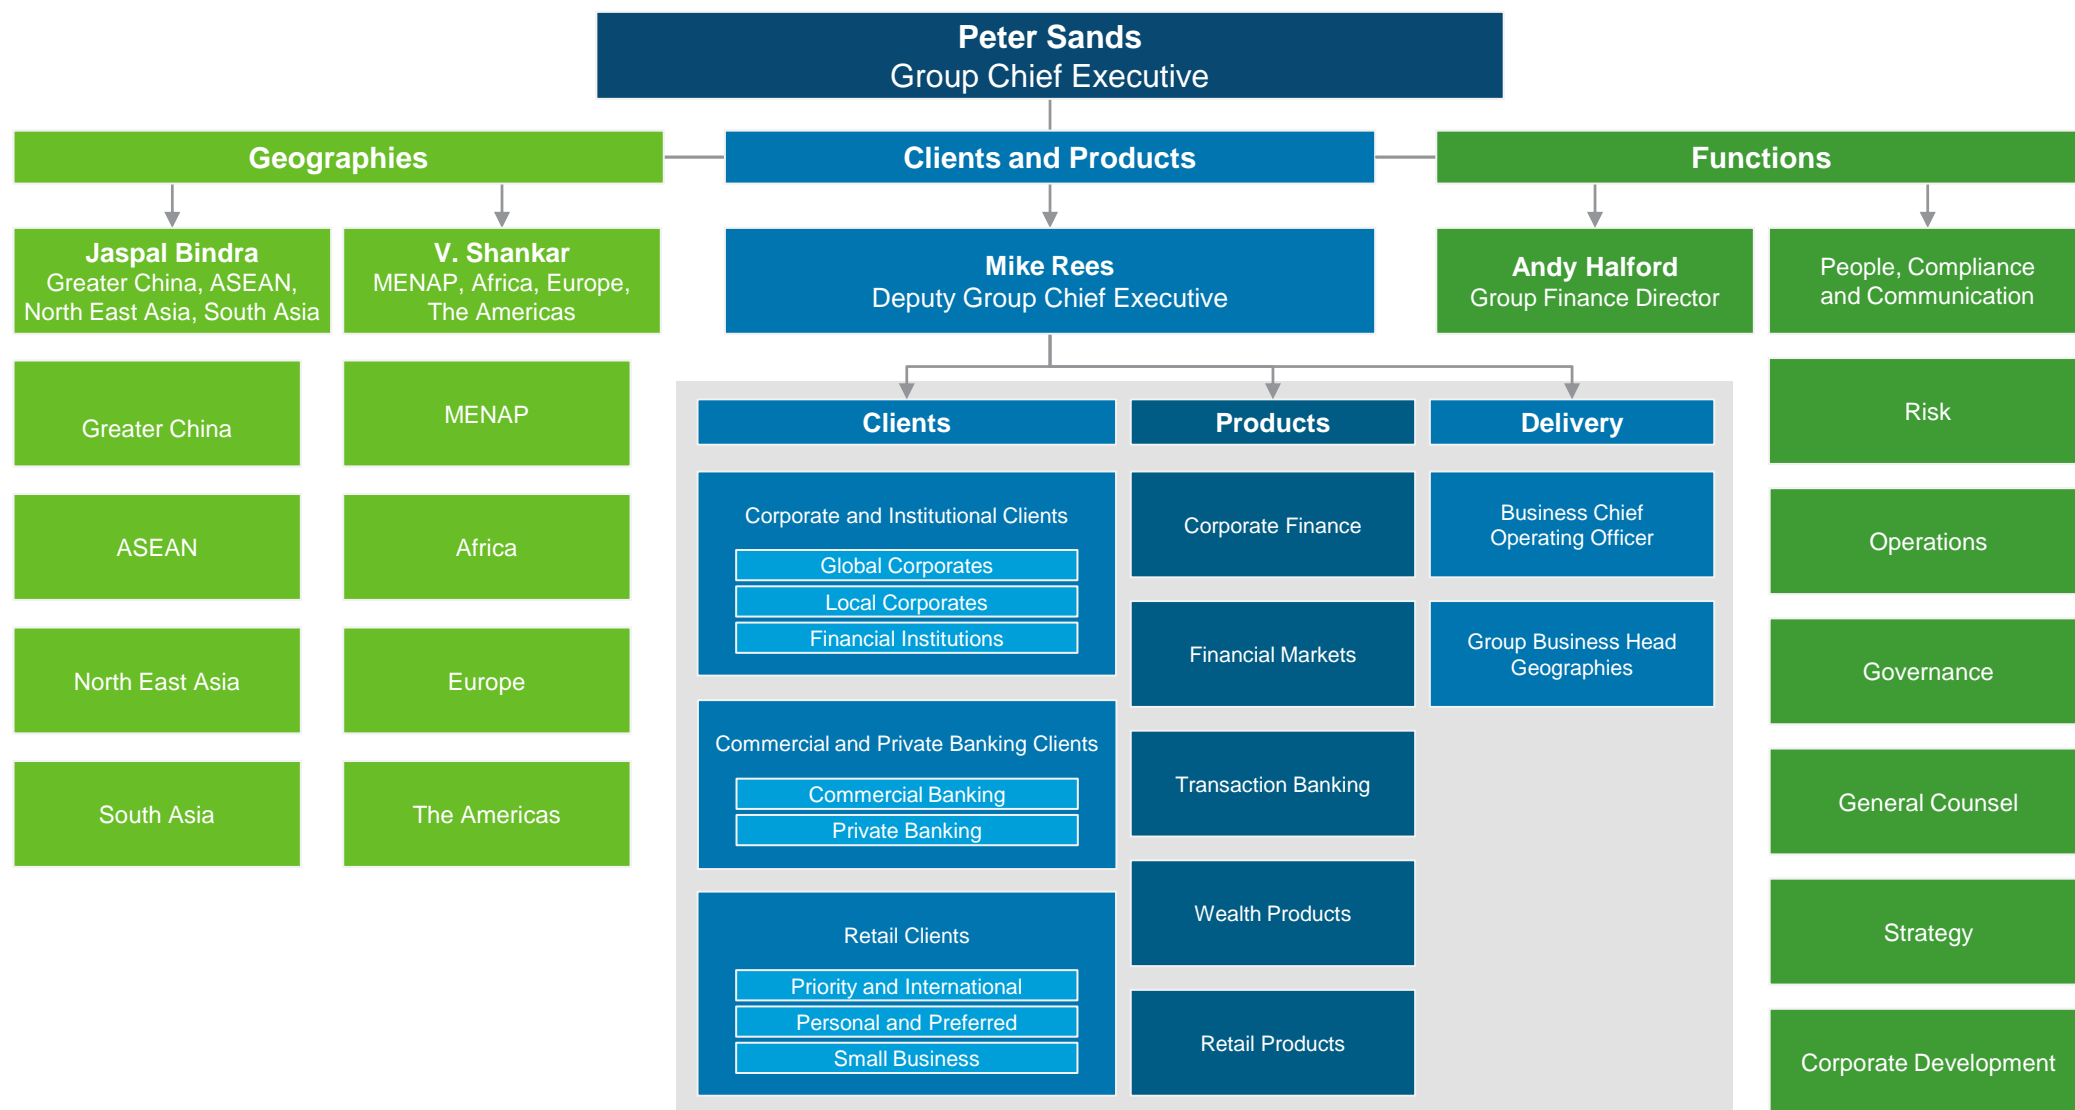 Peter Sands
Group Chief Executive
Geographies
Clients and Products
Functions
Jaspal Bindra
Greater China, ASEAN,
North East Asia, South Asia
V. Shankar
MENAP, Africa, Europe,
The Americas
Mike Rees
Deputy Group Chief Executive
Andy Halford
Group Finance Director
People, Compliance
and Communication
Greater China
ASEAN
North East Asia
South Asia
MENAP
Africa
Europe
The Americas
Clients
Corporate and Institutional Clients
Global Corporates
Local Corporates
Financial Institutions
Commercial and Private Banking Clients
Commercial Banking
Private Banking
Retail Clients
Priority and International
Personal and Preferred
Small Business
Products
Corporate Finance
Financial Markets
Transaction Banking
Wealth Products
Retail Products
Delivery
Business Chief
Operating Officer
Group Business Head
Geographies
Risk
Operations
Governance
General Counsel
Strategy
Corporate Development